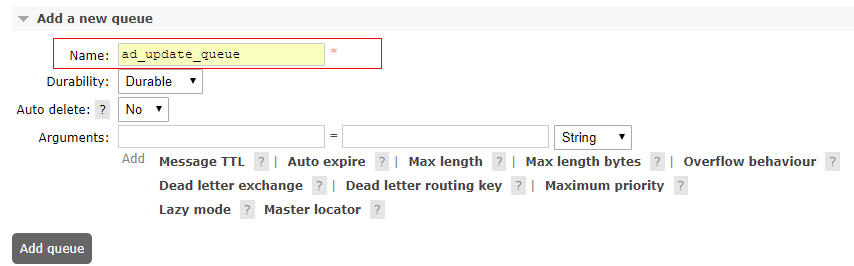 Add a new queue
Name: ad_update_queue *
Durability: Durable
Auto delete: ? No
Arguments: = String
Add Message TTL ? | Auto expire ? | Max length ? | Max length bytes ? | Overflow behaviour ?
Dead letter exchange ? | Dead letter routing key ? | Maximum priority ?
Lazy mode ? Master locator ?
Add queue